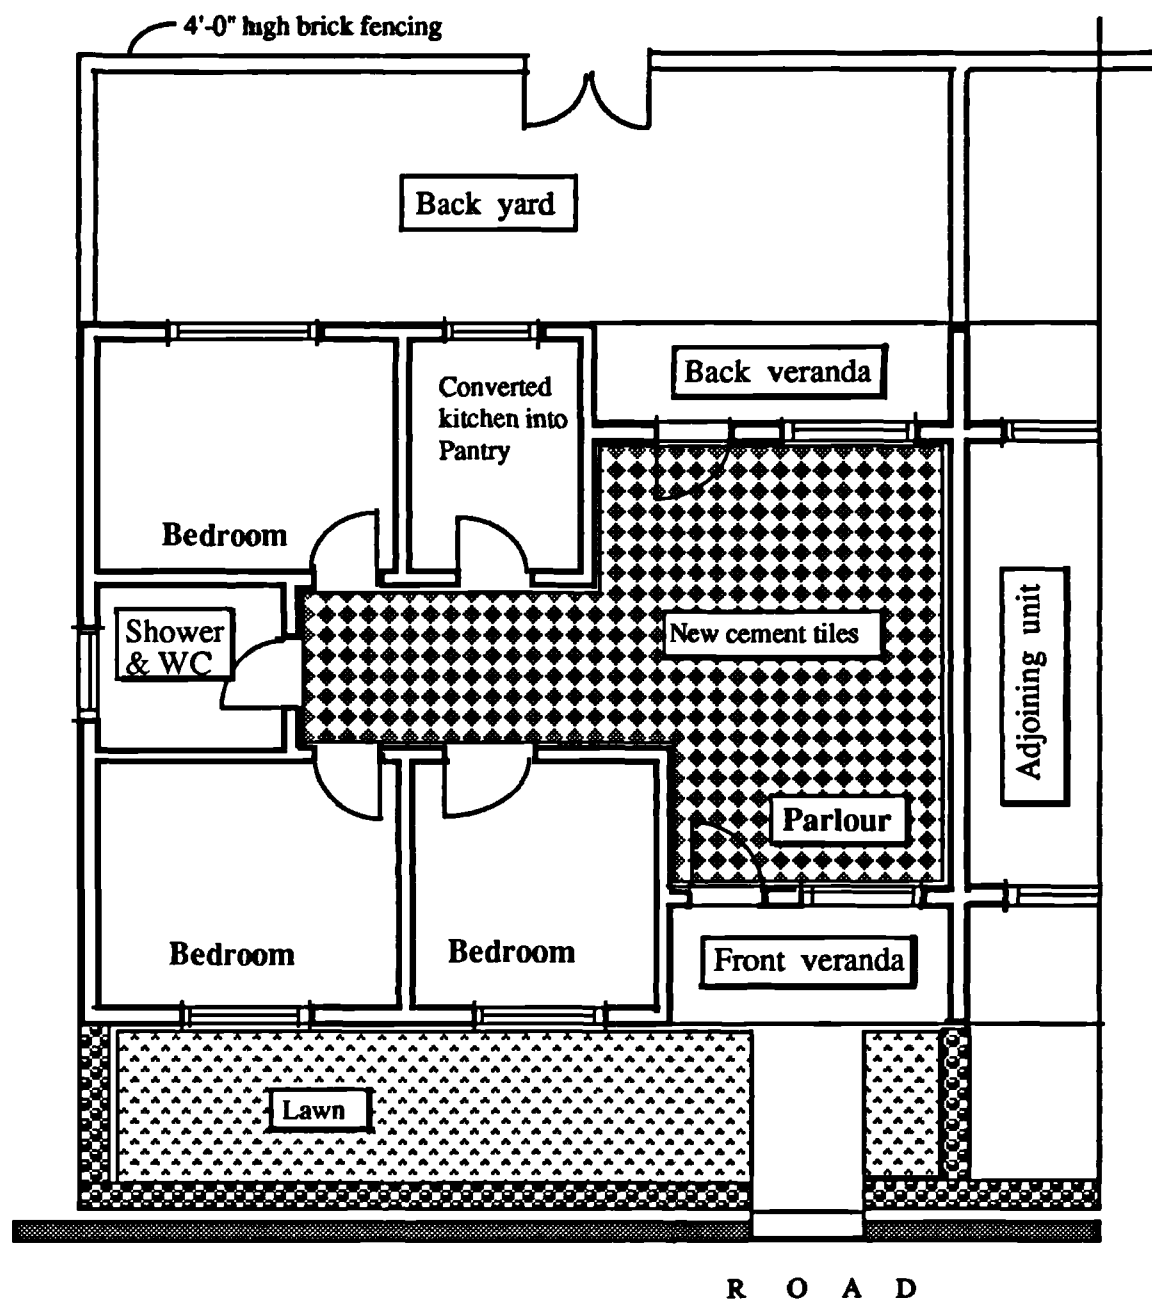 4'-0" high brick fencing
Back yard
Back veranda
Converted
kitchen into
Pantry
Bedroom
Shower
& WC
New cement tiles
Adjoining unit
Parlour
Bedroom
Bedroom
Front veranda
Lawn
R O A D